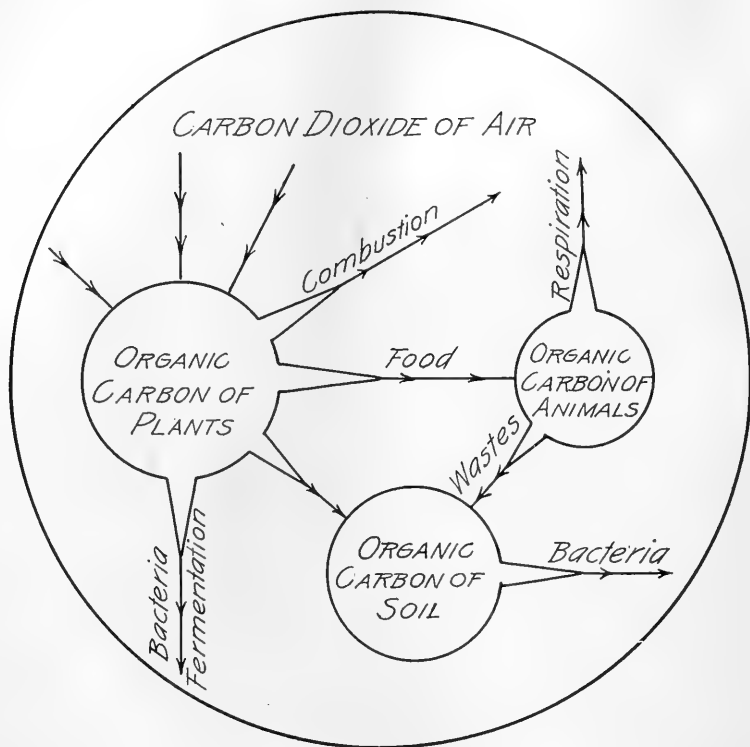 CARBON DIOXIDE OF AIR
Combustion
Respiration
ORGANIC
CARBON OF
PLANTS
Food
ORGANIC
CARBON OF
ANIMALS
Wastes
ORGANIC
CARBON OF
SOIL
Bacteria
Bacteria
Fermentation